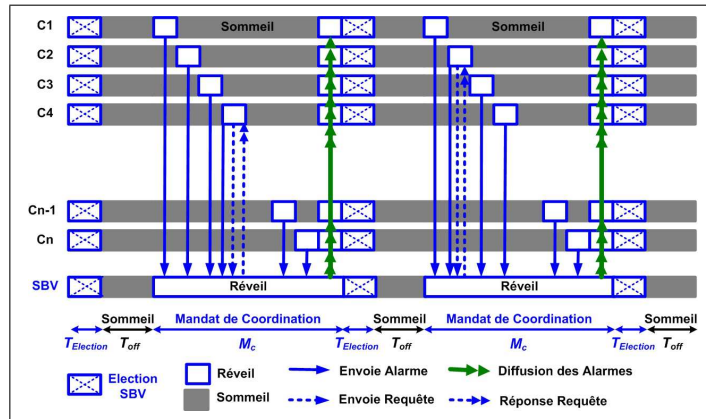 C1
Sommeil
Sommeil
C2
C3
C4
Cn-1
Cn
SBV
Réveil
Réveil
Sommeil Mandat de Coordination Sommeil Mandat de Coordination Sommeil
TElection Toff Mc TElection Toff Mc TElection Toff
Election SBV
Réveil
Sommeil
Envoie Alarme
Envoie Requête
Diffusion des Alarmes
Réponse Requête